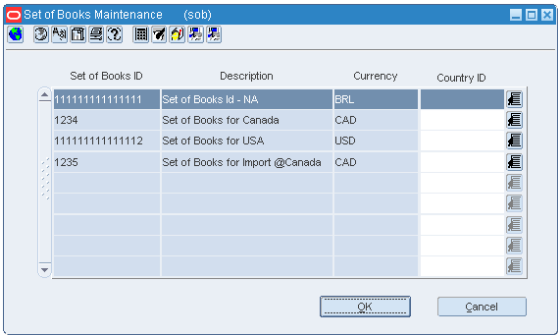 Set of Books Maintenance (sob)
Set of Books ID Description Currency Country ID
111111111111111 Set of Books Id - NA BRL
1234 Set of Books for Canada CAD
111111111111112 Set of Books for USA USD
1235 Set of Books for Import @Canada CAD
OK Cancel